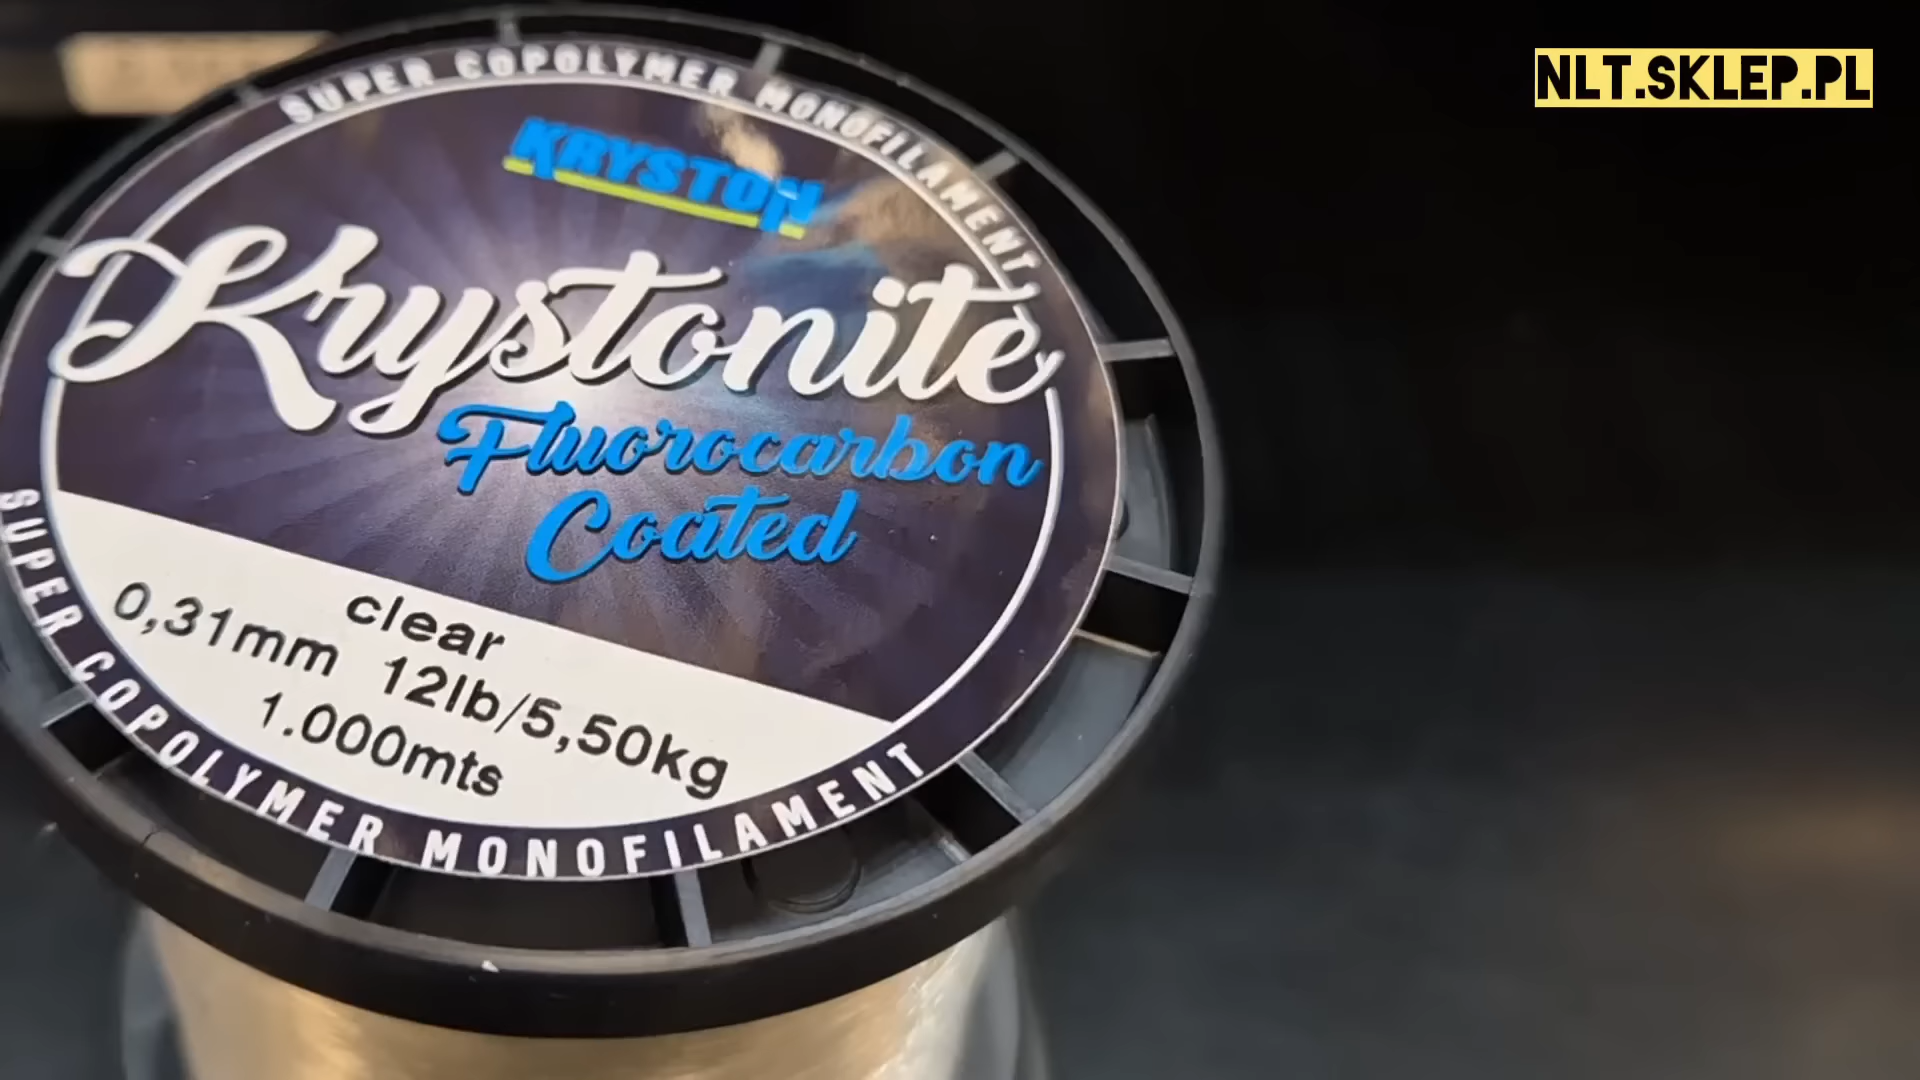 NLT.SKLEP.PL
SUPER COPOLYMER MONOFILAMENT
KRYSTON
Krystonite
Fluorocarbon
Coated
clear
0,31mm 12lb/5,50kg
1.000mts
SUPER COPOLYMER MONOFILAMENT